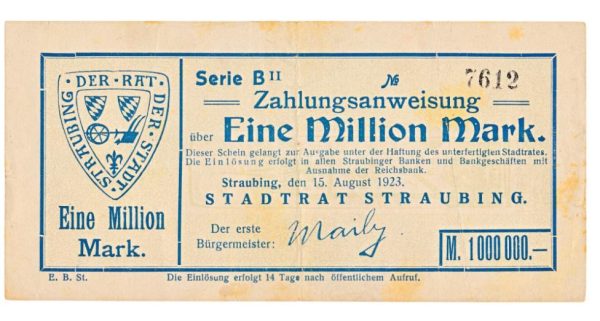 · DER · RAT · DER · STADT · STRAUBING
Eine Million
Mark.
Serie B II № 7612
Zahlungsanweisung
über Eine Million Mark.
Dieser Schein gelangt zur Ausgabe unter der Haftung des unterfertigten Stadtrates.
Die Einlösung erfolgt in allen Straubinger Banken und Bankgeschäften mit
Ausnahme der Reichsbank.
Straubing, den 15. August 1923.
STADTRAT STRAUBING.
Der erste
Bürgermeister:
M. 1000000.—
E. B. St. Die Einlösung erfolgt 14 Tage nach öffentlichem Aufruf.